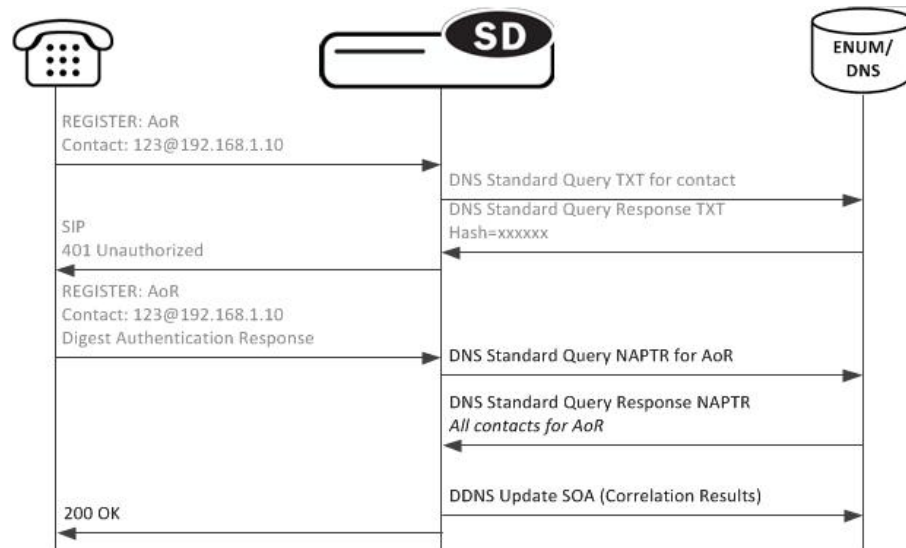 SD
ENUM/
DNS
REGISTER: AoR
Contact: 123@192.168.1.10
DNS Standard Query TXT for contact
DNS Standard Query Response TXT
Hash=xxxxxx
SIP
401 Unauthorized
REGISTER: AoR
Contact: 123@192.168.1.10
Digest Authentication Response
DNS Standard Query NAPTR for AoR
DNS Standard Query Response NAPTR
All contacts for AoR
DDNS Update SOA (Correlation Results)
200 OK